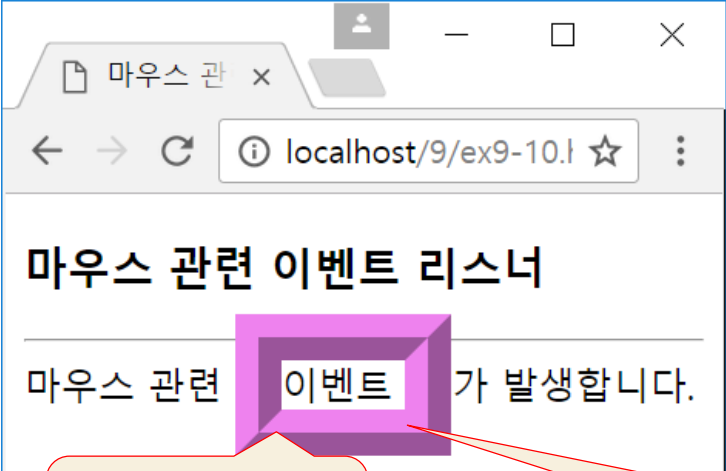 마우스 관
localhost/9/ex9-10.h
마우스 관련 이벤트 리스너
마우스 관련 이벤트 가 발생합니다.